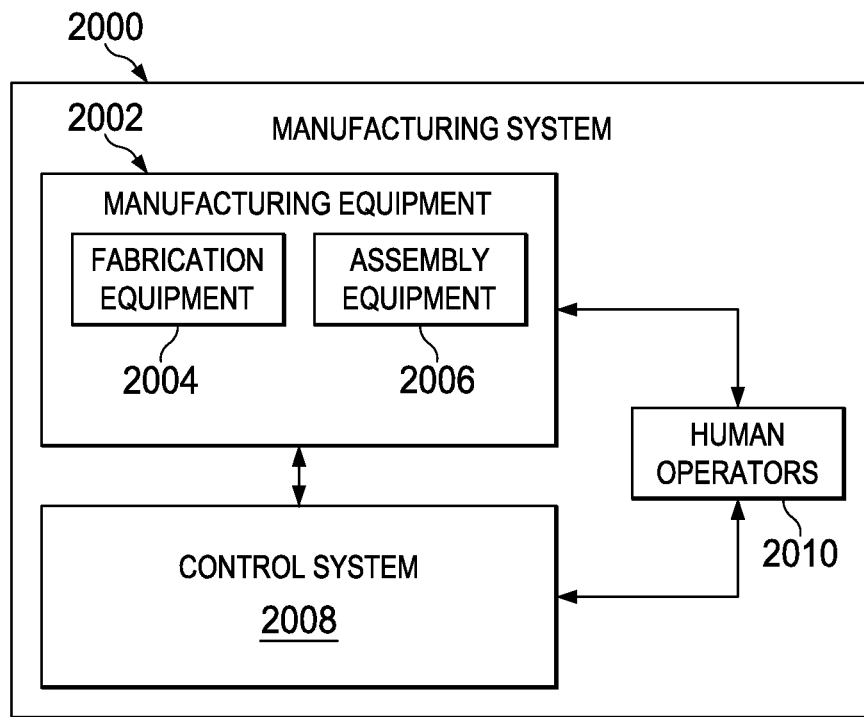 2000
2002
MANUFACTURING SYSTEM
MANUFACTURING EQUIPMENT
FABRICATION
EQUIPMENT
2004
ASSEMBLY
EQUIPMENT
2006
HUMAN
OPERATORS
2010
CONTROL SYSTEM
2008